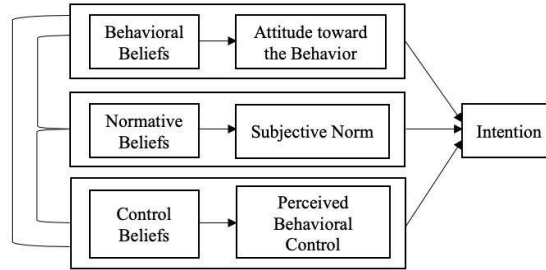 Behavioral
Beliefs
Attitude toward
the Behavior
Normative
Beliefs
Subjective Norm
Intention
Control
Beliefs
Perceived
Behavioral
Control